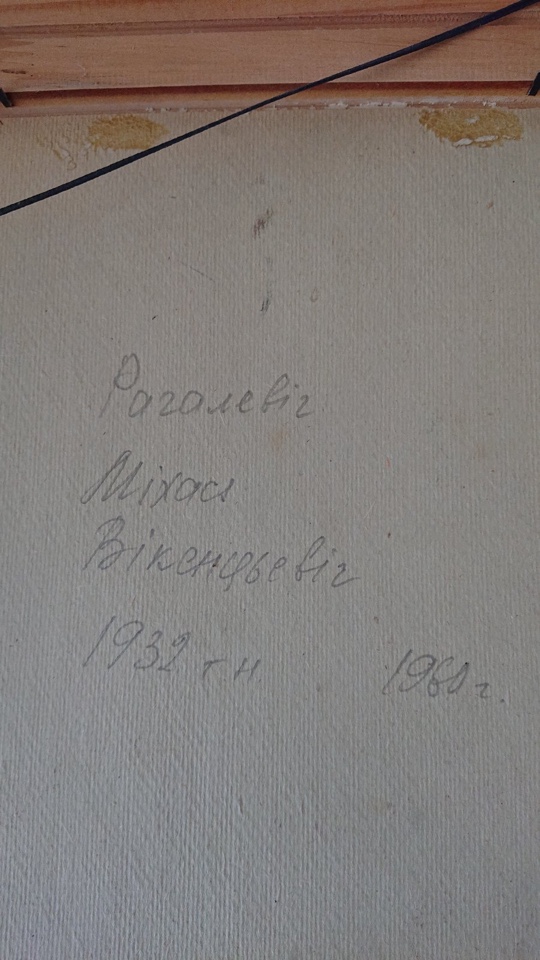 Рагалевіч
Міхась
Вікенцьевіч
1932 г н 1960 г.